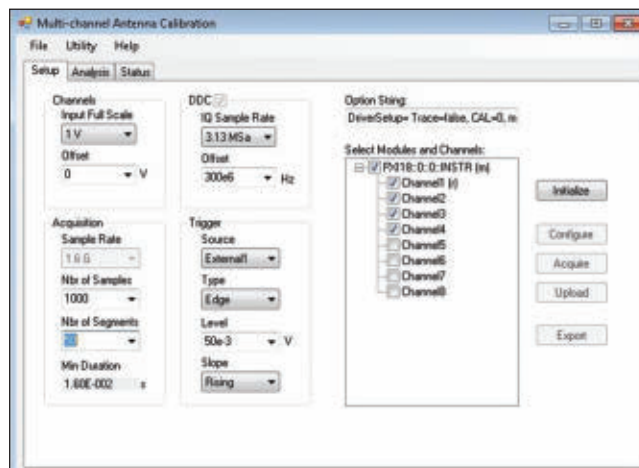 Multi-channel Antenna Calibration
File Utility Help
Setup Analysis Status
Channels
Input Full Scale
1 V
Offset
0 V
DDC
IQ Sample Rate
3.13 MSa
Offset
300e6 Hz
Acquisition
Sample Rate
1.6 G
Nbr of Samples
1000
Nbr of Segments
Min Duration
1.60E-002 s
Trigger
Source
External1
Type
Edge
Level
50e-3 V
Slope
Rising
Option String:
DriverSetup= Trace=false, CAL=0, m
Select Modules and Channels:
PXI18::0::0::INSTR (m)
Channel1 (r)
Channel2
Channel3
Channel4
Channel5
Channel6
Channel7
Channel8
Initialize
Configure
Acquire
Upload
Export